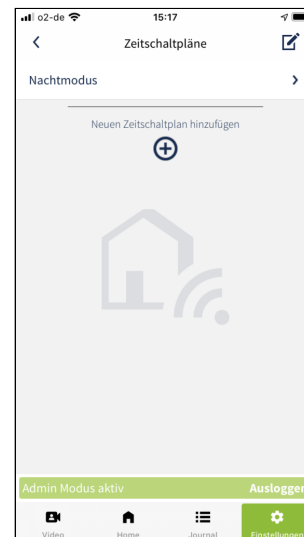 o2-de 15:17
Zeitschaltpläne
Nachtmodus
Neuen Zeitschaltplan hinzufügen
Admin Modus aktiv Ausloggen
Video Home Journal Einstellungen